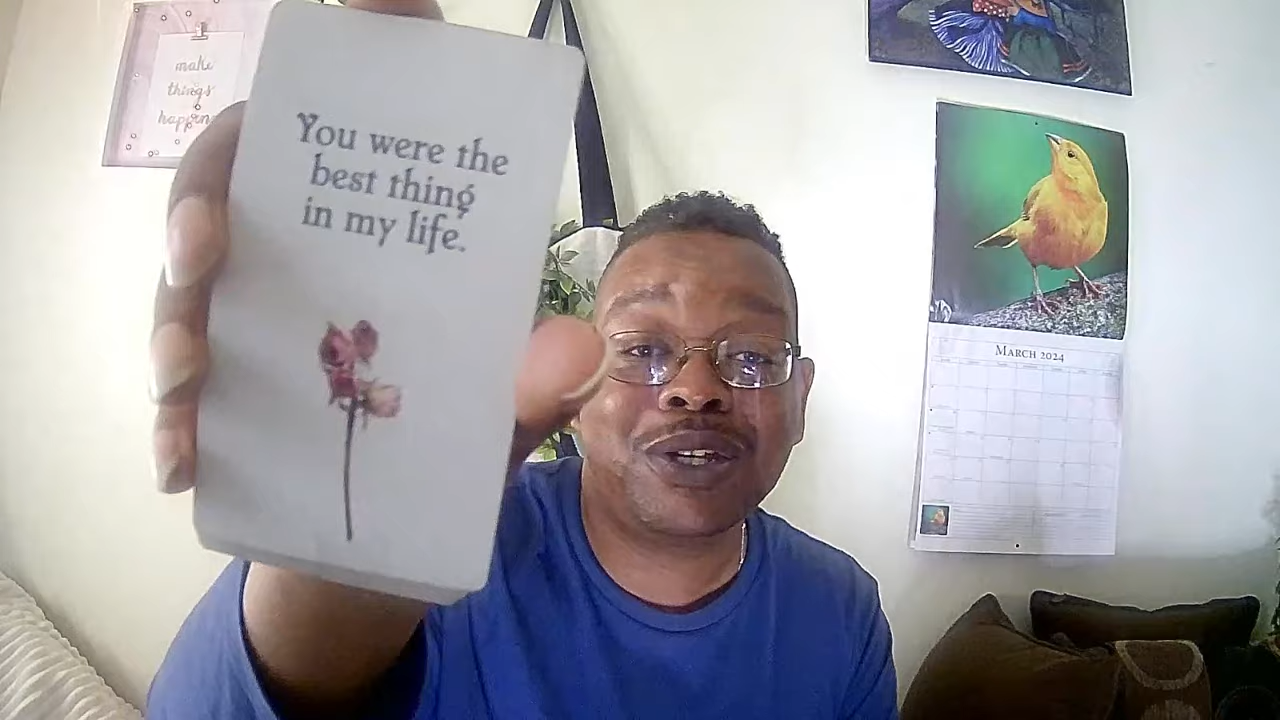 make
things
happen
You were the
best thing
in my life.
MARCH 2024